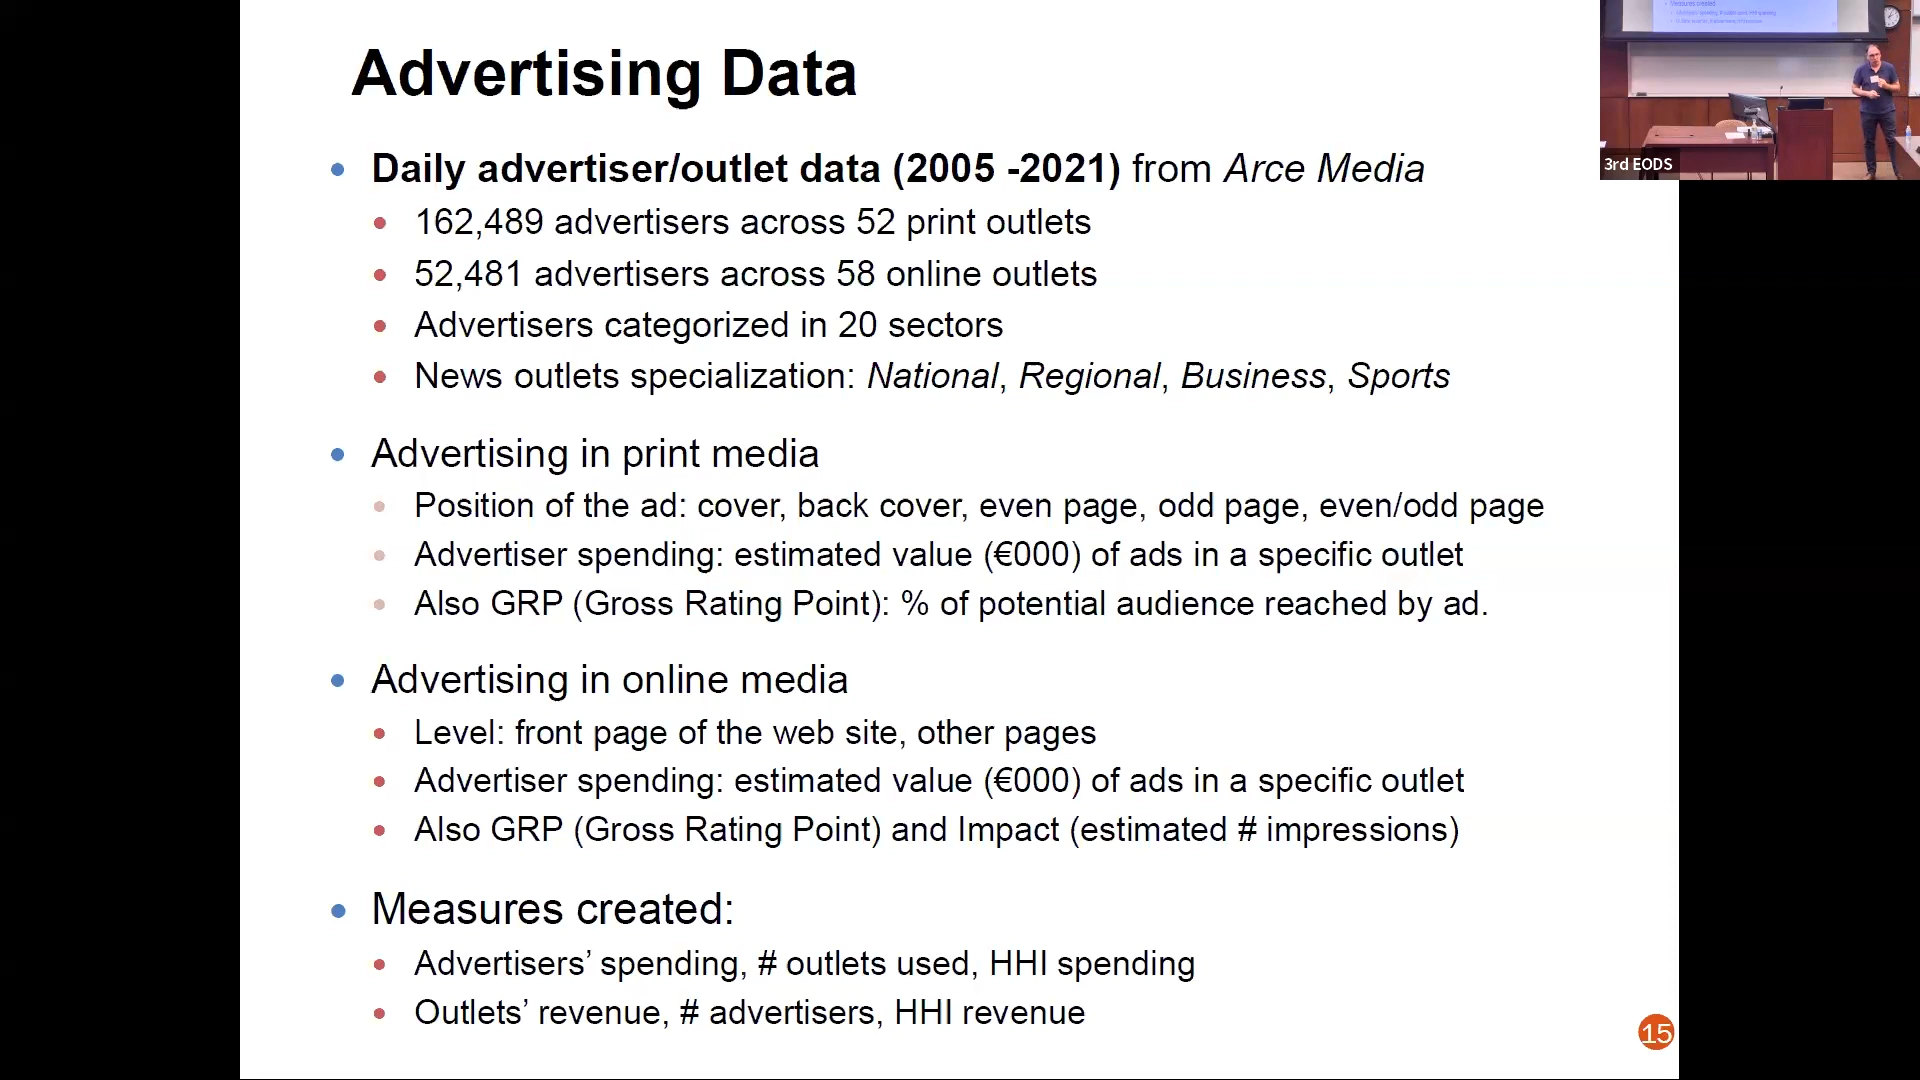 Advertising Data
Daily advertiser/outlet data (2005 -2021) from Arce Media
162,489 advertisers across 52 print outlets
52,481 advertisers across 58 online outlets
Advertisers categorized in 20 sectors
News outlets specialization: National, Regional, Business, Sports
Advertising in print media
Position of the ad: cover, back cover, even page, odd page, even/odd page
Advertiser spending: estimated value (€000) of ads in a specific outlet
Also GRP (Gross Rating Point): % of potential audience reached by ad.
Advertising in online media
Level: front page of the web site, other pages
Advertiser spending: estimated value (€000) of ads in a specific outlet
Also GRP (Gross Rating Point) and Impact (estimated # impressions)
Measures created:
Advertisers’ spending, # outlets used, HHI spending
Outlets’ revenue, # advertisers, HHI revenue
15
3rd EODS